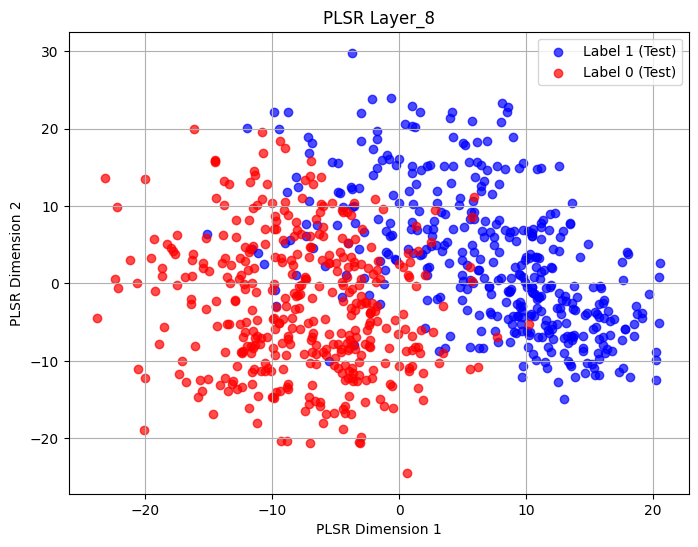 PLSR Layer_8
Label 1 (Test)
Label 0 (Test)
30
20
10
0
−10
−20
PLSR Dimension 2
−20
−10
0
10
20
PLSR Dimension 1